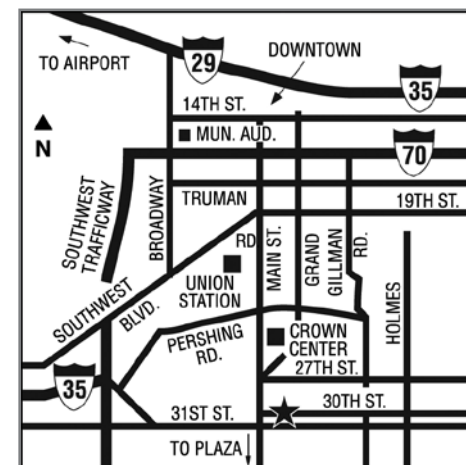 TO AIRPORT
29
DOWNTOWN
35
14TH ST.
MUN. AUD.
N
70
SOUTHWEST
TRAFFICWAY
BROADWAY
TRUMAN
RD
19TH ST.
MAIN ST.
GRAND
GILLMAN
RD.
HOLMES
UNION
STATION
SOUTHWEST
BLVD.
PERSHING
RD.
CROWN
CENTER
27TH ST.
35
30TH ST.
31ST ST.
TO PLAZA